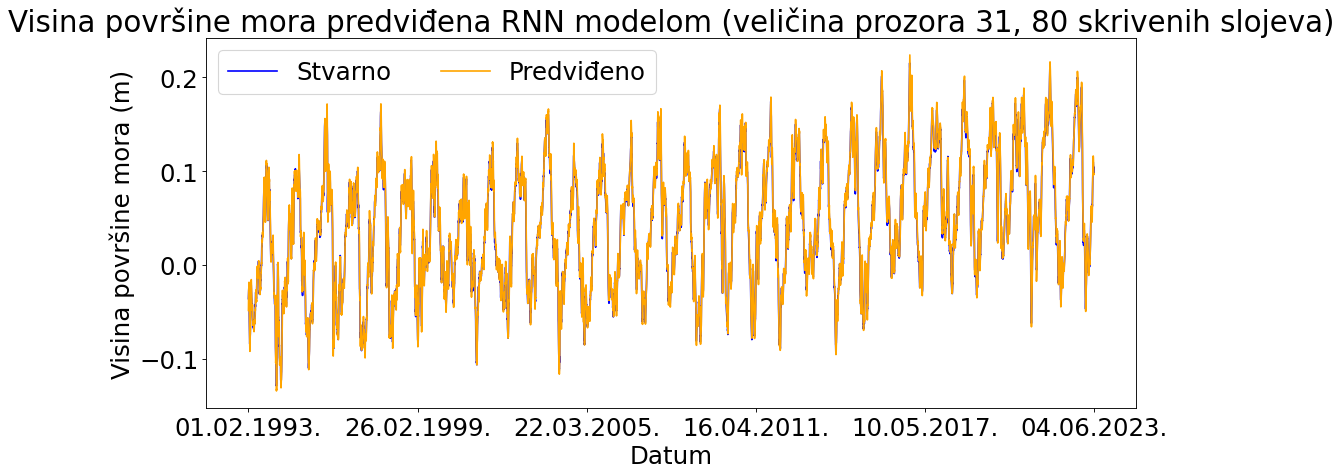 Visina površine mora predviđena RNN modelom (veličina prozora 31, 80 skrivenih slojeva)
Stvarno Predviđeno
Visina površine mora (m)
0.2
0.1
0.0
−0.1
01.02.1993. 26.02.1999. 22.03.2005. 16.04.2011. 10.05.2017. 04.06.2023.
Datum